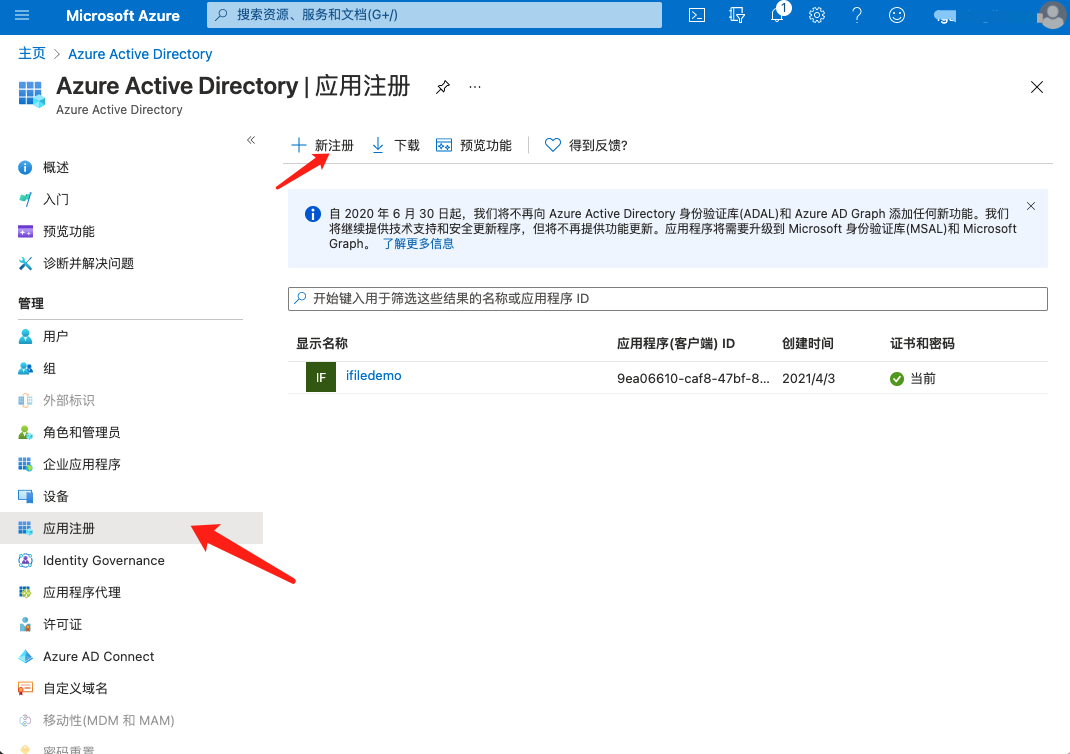 Microsoft Azure
搜索资源、服务和文档(G+/)
1
主页 > Azure Active Directory
Azure Active Directory | 应用注册
Azure Active Directory
新注册 下载 预览功能 得到反馈?
概述
入门
预览功能
诊断并解决问题
管理
用户
组
外部标识
角色和管理员
企业应用程序
设备
应用注册
Identity Governance
应用程序代理
许可证
Azure AD Connect
自定义域名
移动性(MDM 和 MAM)
密码重置
自 2020 年 6 月 30 日起，我们将不再向 Azure Active Directory 身份验证库(ADAL)和 Azure AD Graph 添加任何新功能。我们
将继续提供技术支持和安全更新程序，但将不再提供功能更新。应用程序将需要升级到 Microsoft 身份验证库(MSAL)和 Microsoft
Graph。 了解更多信息
开始键入用于筛选这些结果的名称或应用程序 ID
显示名称 应用程序(客户端) ID 创建时间 证书和密码
IF ifiledemo 9ea06610-caf8-47bf-8... 2021/4/3 当前